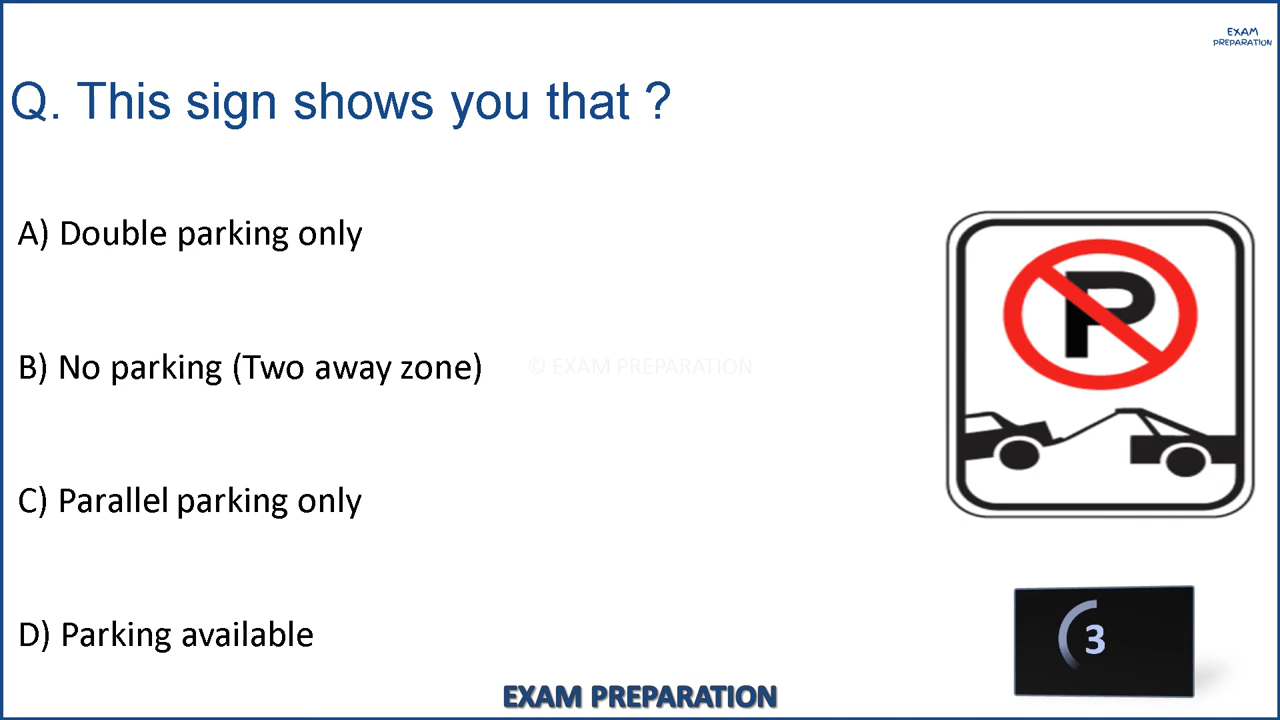 EXAM
PREPARATION
Q. This sign shows you that ?
A) Double parking only
B) No parking (Two away zone)
© EXAM PREPARATION
C) Parallel parking only
D) Parking available
P
3
EXAM PREPARATION